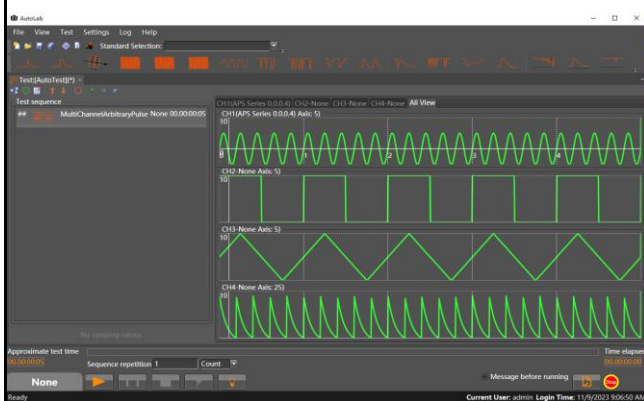 AutoLab
File View Test Settings Log Help
Standard Selection:
Test:[AutoTest](*)
Test sequence
## MultiChannelArbitraryPulse None 00.00:00:05
CH1(APS Series 0.0.0.4) CH2-None CH3-None CH4-None All View
CH1(APS Series 0.0.0.4) Axis: 5)
10
0 1 2 3 4
CH2-None Axis: 5)
10
CH3-None Axis: 5)
10
CH4-None Axis: 25)
10
No sampling values
Approximate test time
Time elapsed
00.00:00:05
Sequence repetition 1 Count
00.00:00:00
None
Message before running
Stop
Ready
Current User: admin Login Time: 11/9/2023 9:06:50 AM